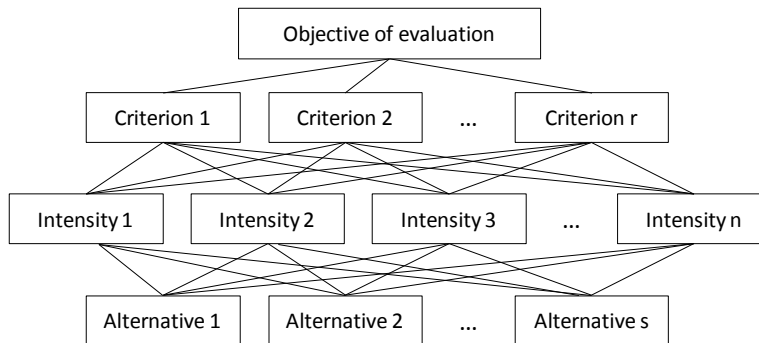 Objective of evaluation
Criterion 1 Criterion 2 ... Criterion r
Intensity 1 Intensity 2 Intensity 3 ... Intensity n
Alternative 1 Alternative 2 ... Alternative s